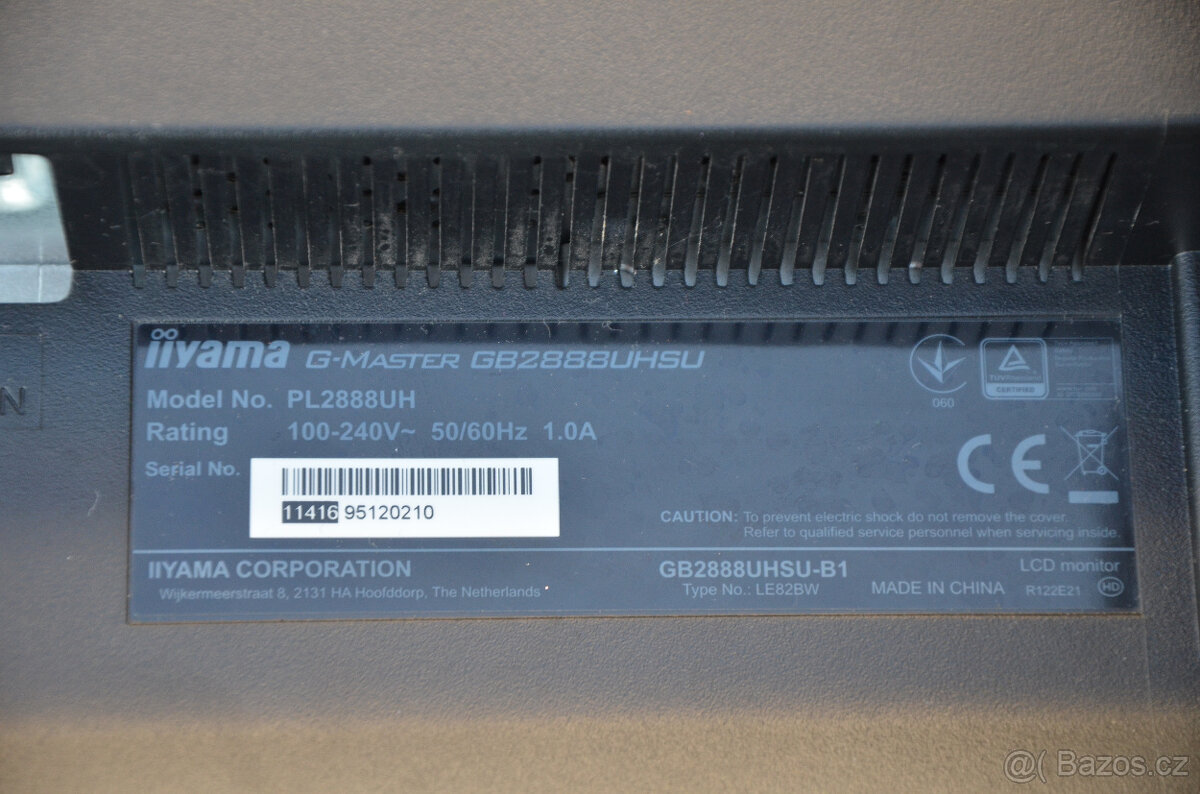 iiyama G-MASTER GB2888UHSU
Model No. PL2888UH
Rating 100-240V~ 50/60Hz 1.0A
060
TÜVRheinland
CERTIFIED
N
Serial No.
11416 95120210
CAUTION: To prevent electric shock do not remove the cover.
Refer to qualified service personnel when servicing inside.
IIYAMA CORPORATION
Wijkermeerstraat 8, 2131 HA Hoofddorp, The Netherlands
GB2888UHSU-B1
Type No.: LE82BW
MADE IN CHINA
LCD monitor
R122E21
HD
CE
@( Bazos.cz